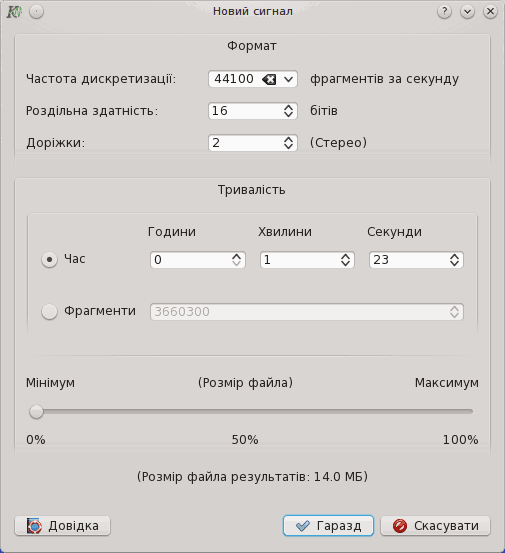 Новий сигнал
Формат
Частота дискретизації: 44100 фрагментів за секунду
Роздільна здатність: 16 бітів
Доріжки: 2 (Стерео)
Тривалість
Години Хвилини Секунди
Час 0 1 23
Фрагменти 3660300
Мінімум (Розмір файла) Максимум
0% 50% 100%
(Розмір файла результатів: 14.0 МБ)
Довідка Гаразд Скасувати